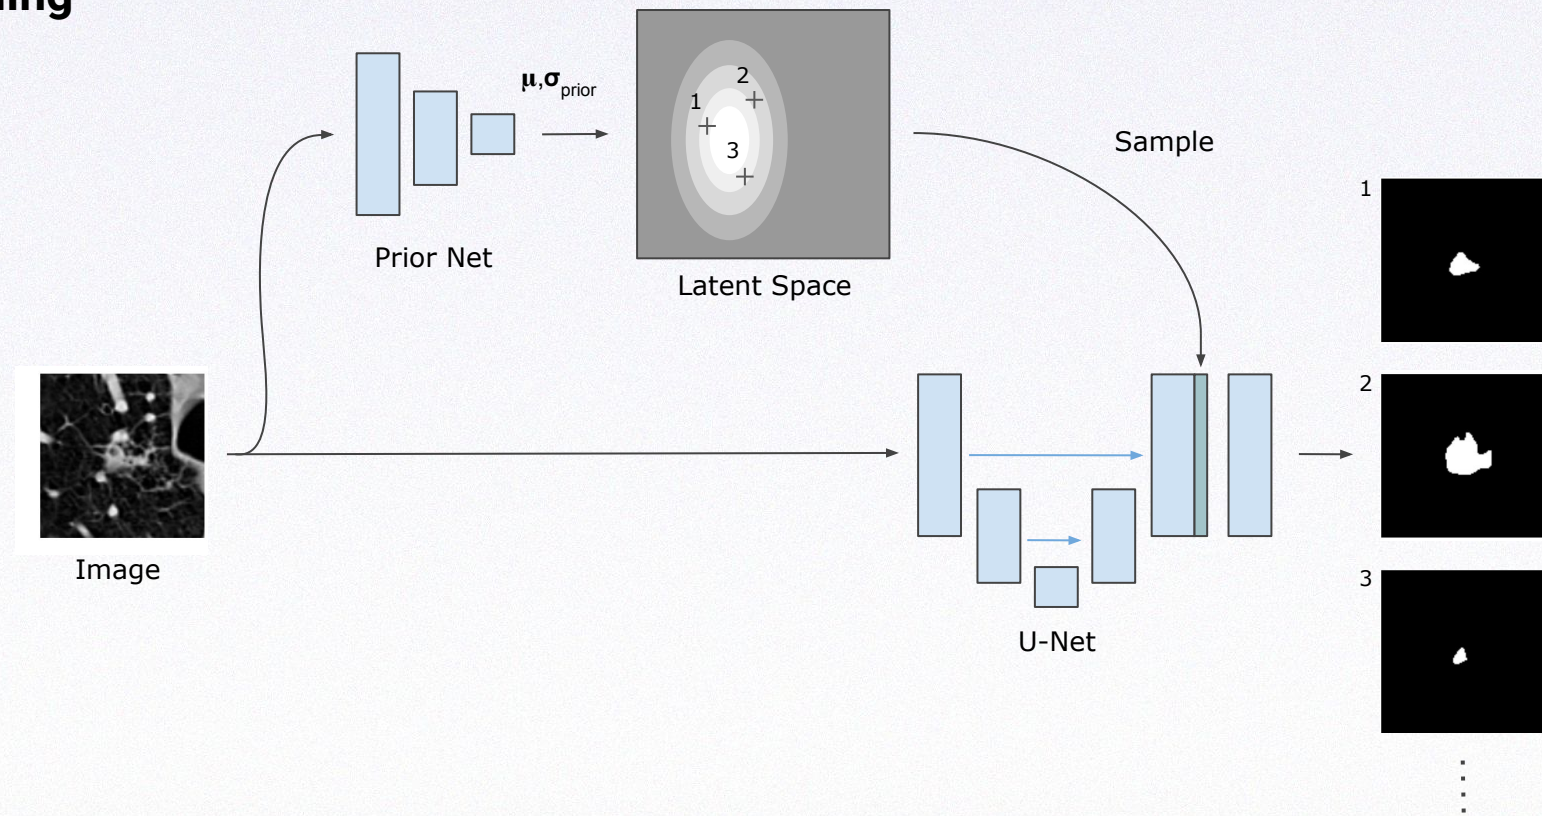 μ,σprior
2
1
3
Sample
1
Prior Net
Latent Space
2
Image
3
U-Net